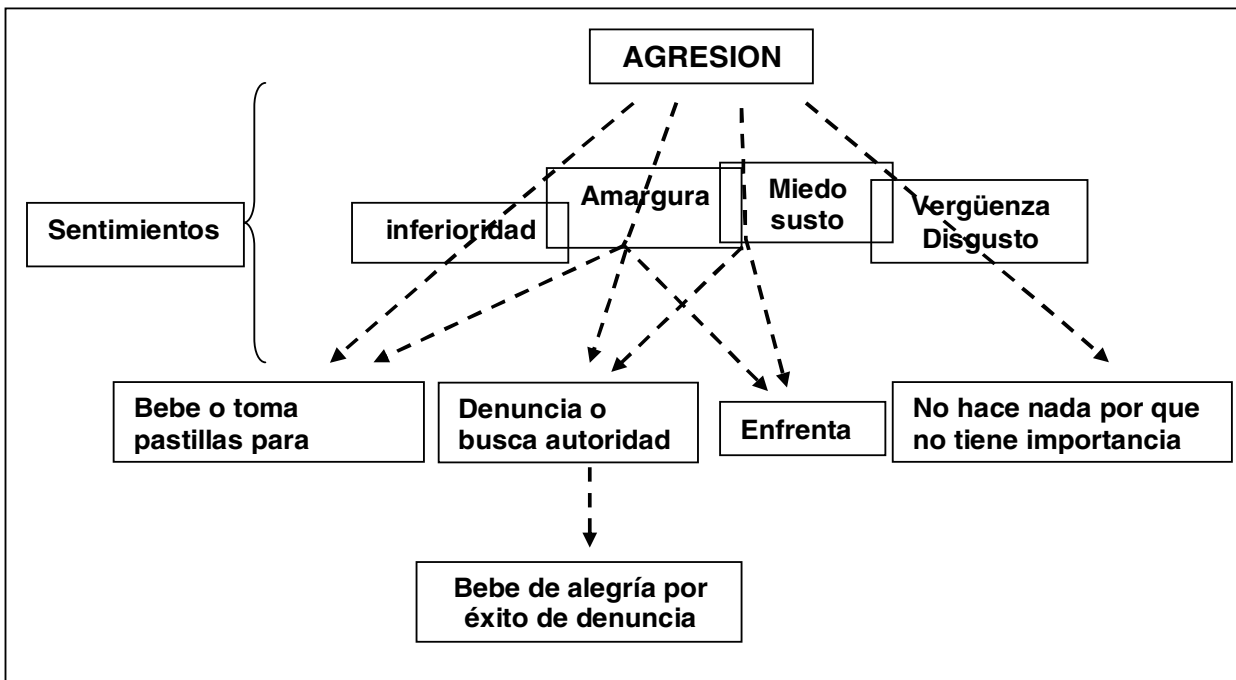 AGRESION
Sentimientos
inferioridad
Amargura
Miedo
susto
Vergüenza
Disgusto
Bebe o toma
pastillas para
Denuncia o
busca autoridad
Enfrenta
No hace nada por que
no tiene importancia
Bebe de alegría por
éxito de denuncia